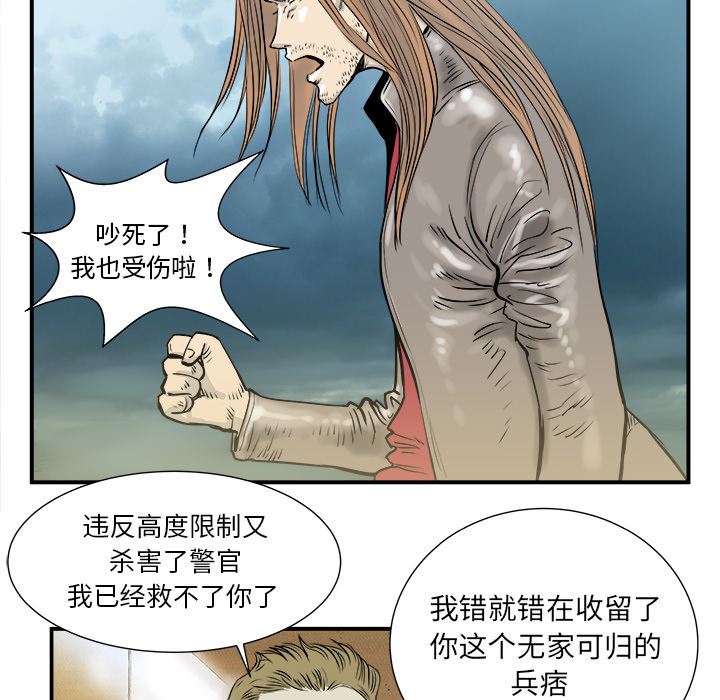 吵死了！
我也受伤啦！
违反高度限制又
杀害了警官
我已经救不了你了
我错就错在收留了
你这个无家可归的
兵痞